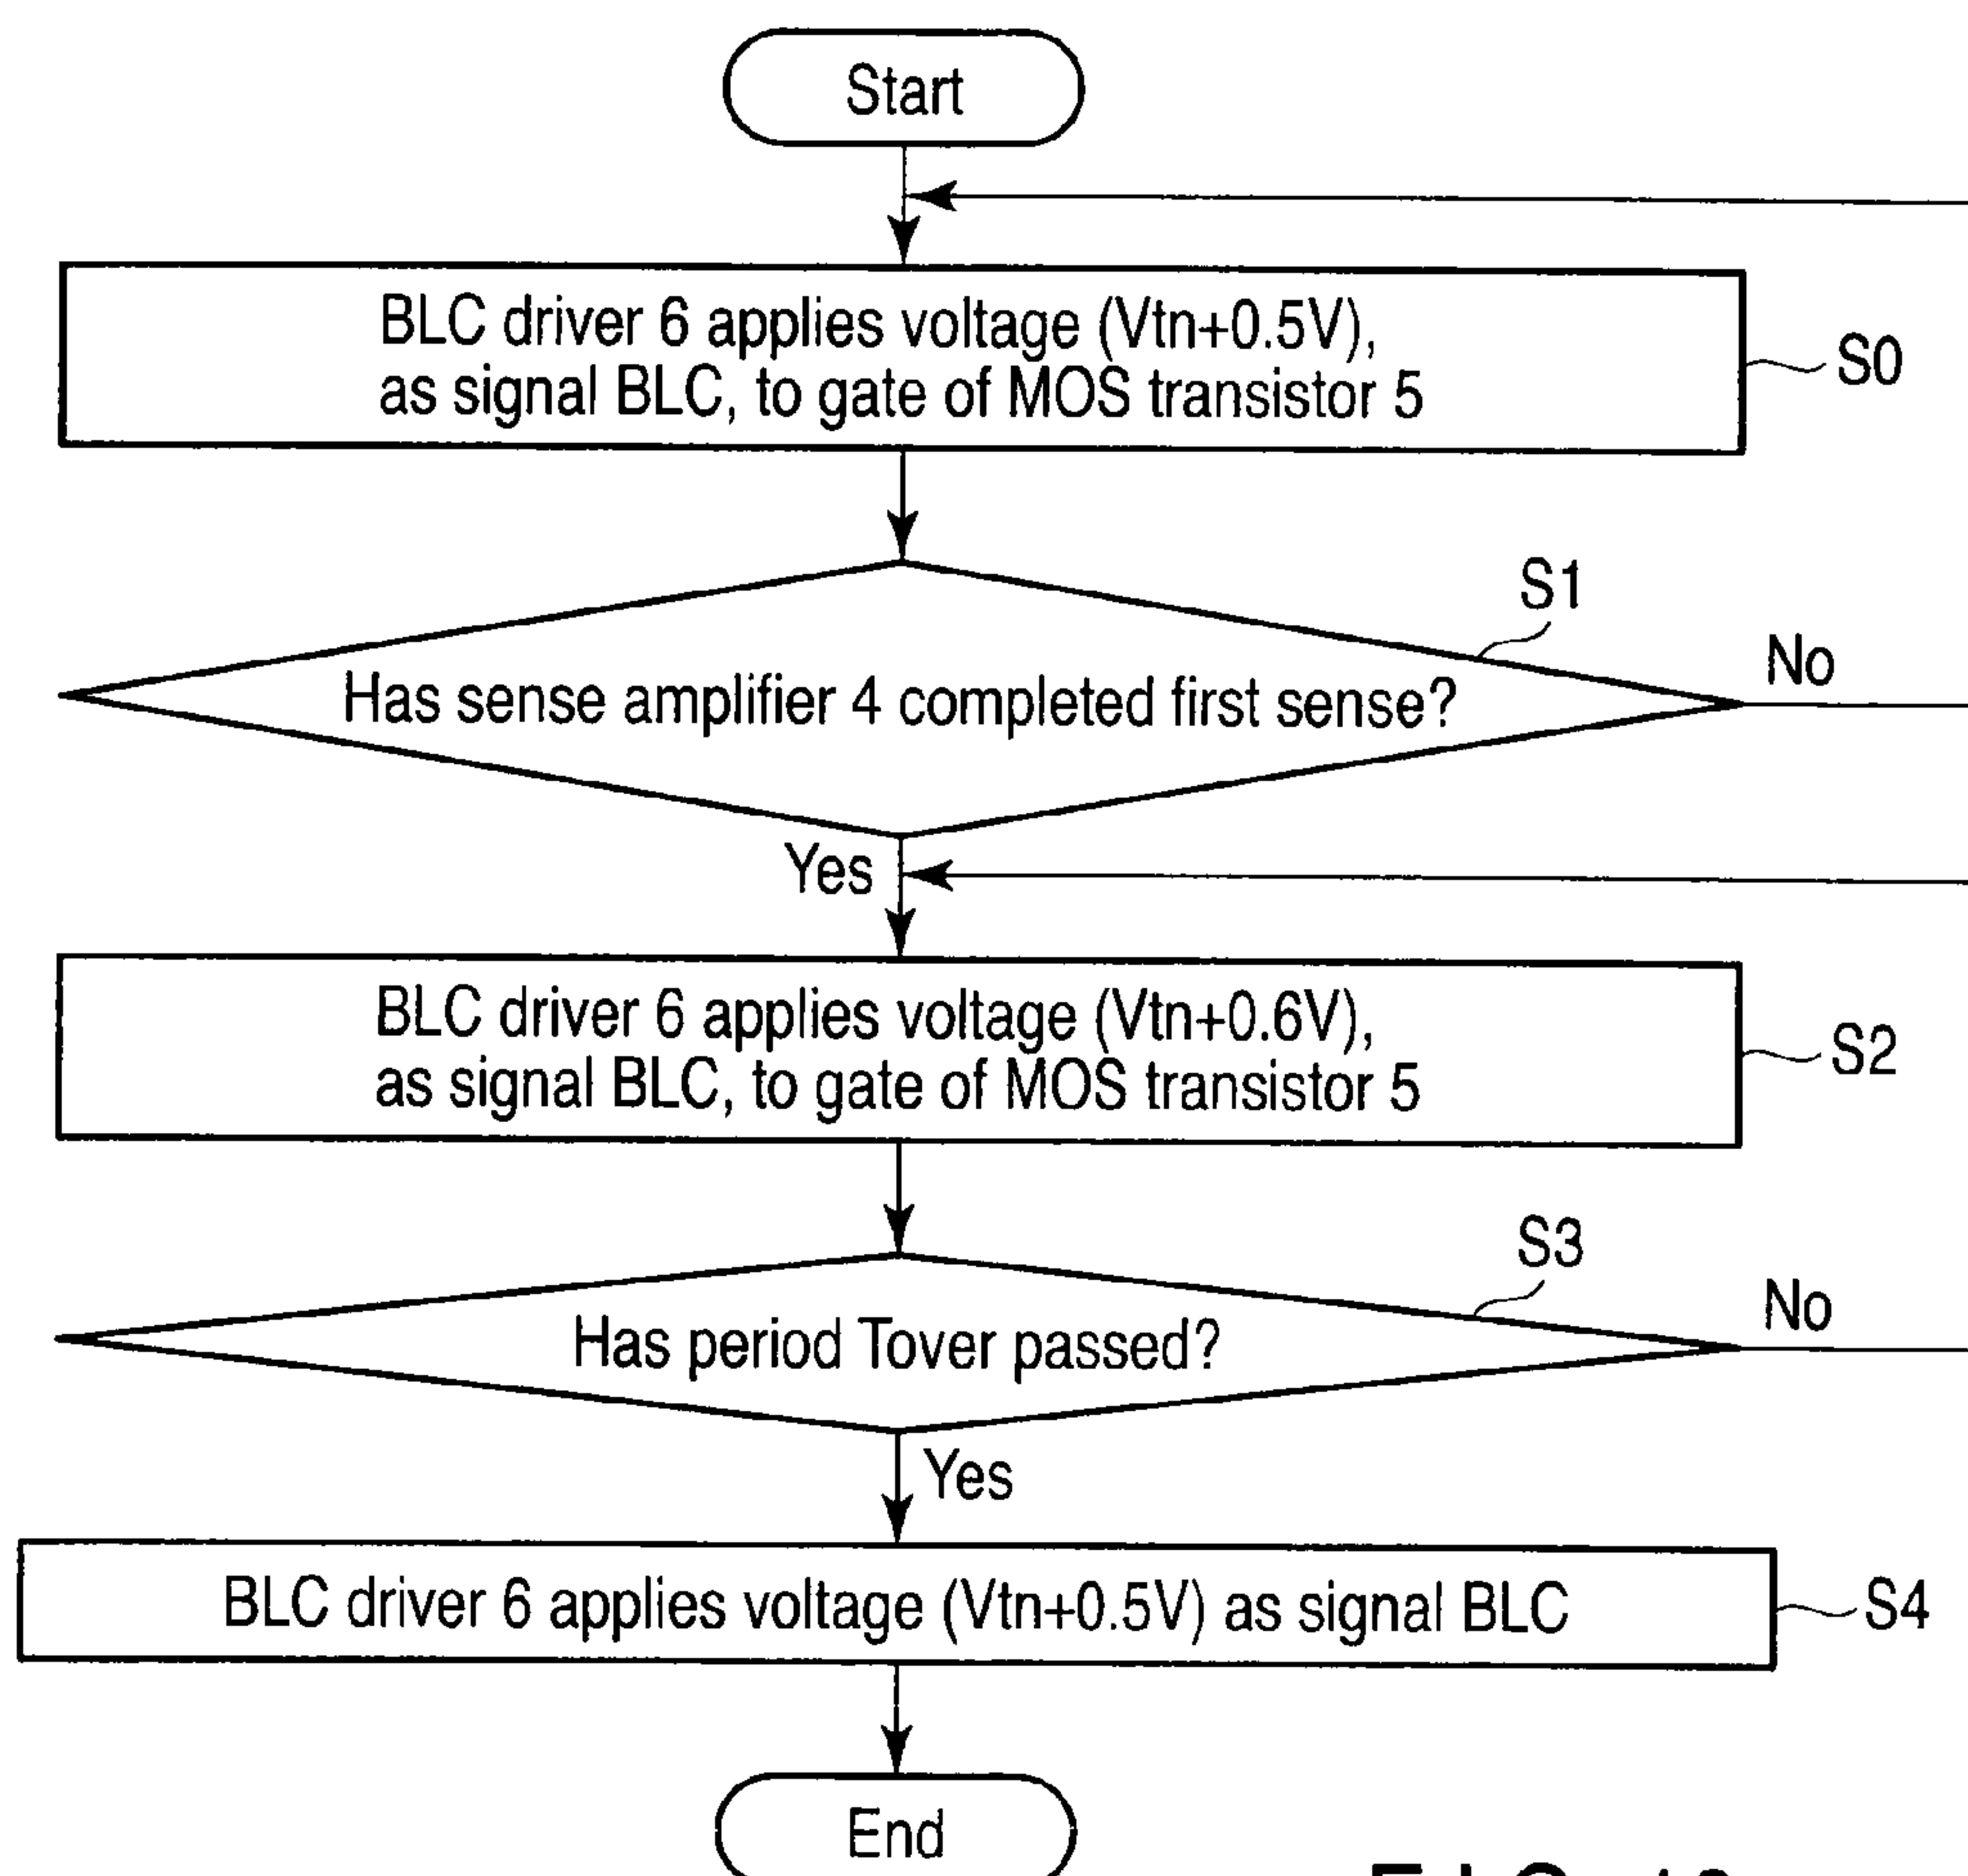 Start
BLC driver 6 applies voltage (Vtn+0.5V),
as signal BLC, to gate of MOS transistor 5
S0
S1
Has sense amplifier 4 completed first sense?
No
Yes
BLC driver 6 applies voltage (Vtn+0.6V),
as signal BLC, to gate of MOS transistor 5
S2
S3
Has period Tover passed?
No
Yes
BLC driver 6 applies voltage (Vtn+0.5V) as signal BLC
S4
End